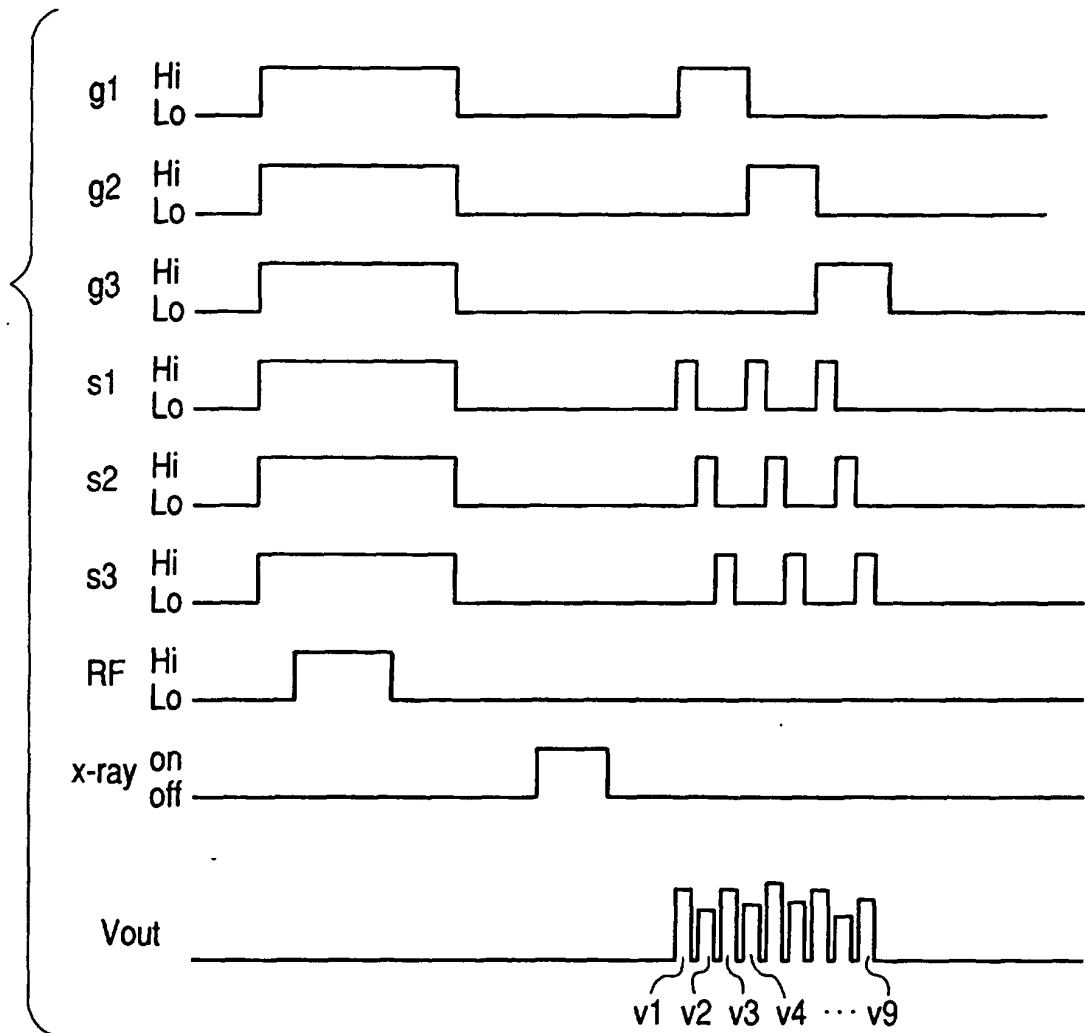 g1 Hi
Lo
g2 Hi
Lo
g3 Hi
Lo
s1 Hi
Lo
s2 Hi
Lo
s3 Hi
Lo
RF Hi
Lo
x-ray on
off
Vout
v1 v2 v3 v4 ··· v9